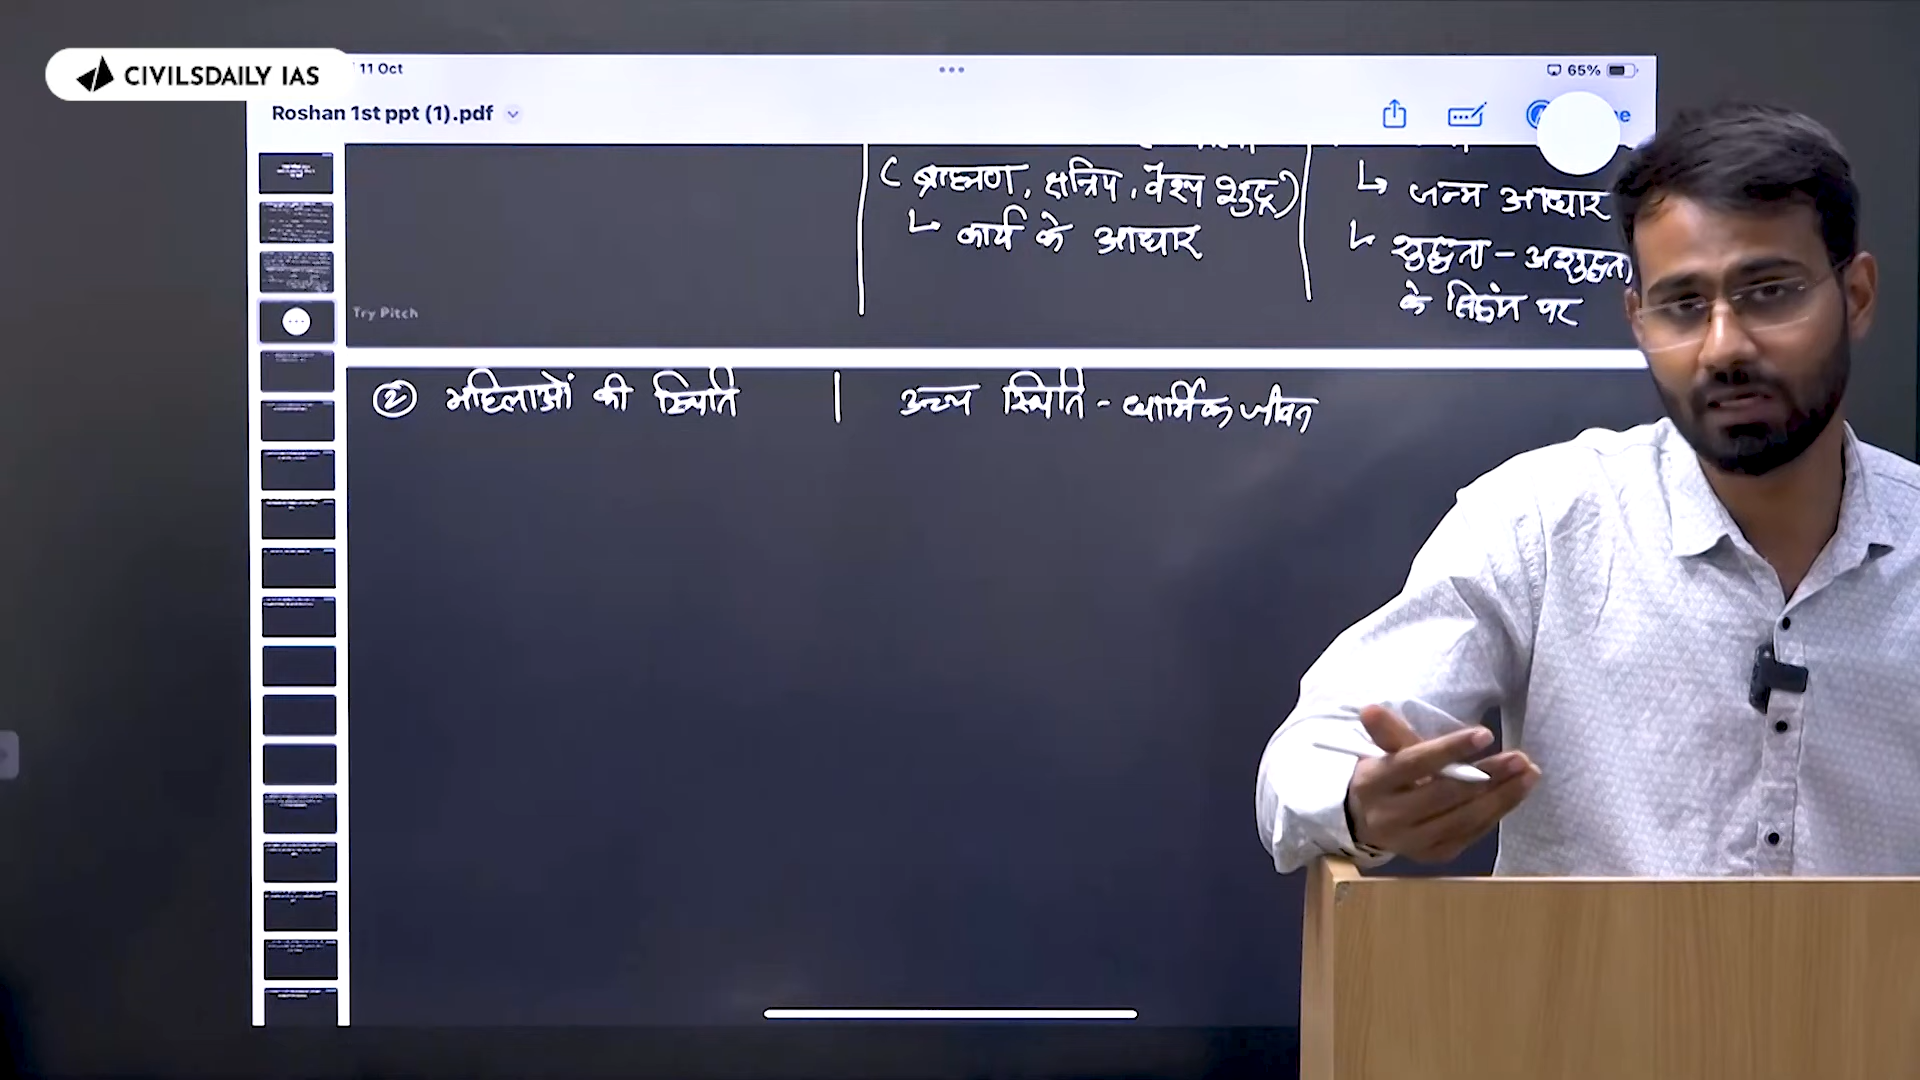 CIVILSDAILY IAS
11 Oct
65%
Roshan 1st ppt (1).pdf
( ब्राह्मण, क्षत्रिय, वैश्य शुद्र)
↳ कार्य के आधार
↳ जन्म आधार
↳ शुद्धता - अशुद्धता
के सिद्धांत पर
Try Pitch
② महिलाओं की स्थिति | उच्च स्थिति - धार्मिक जीवन